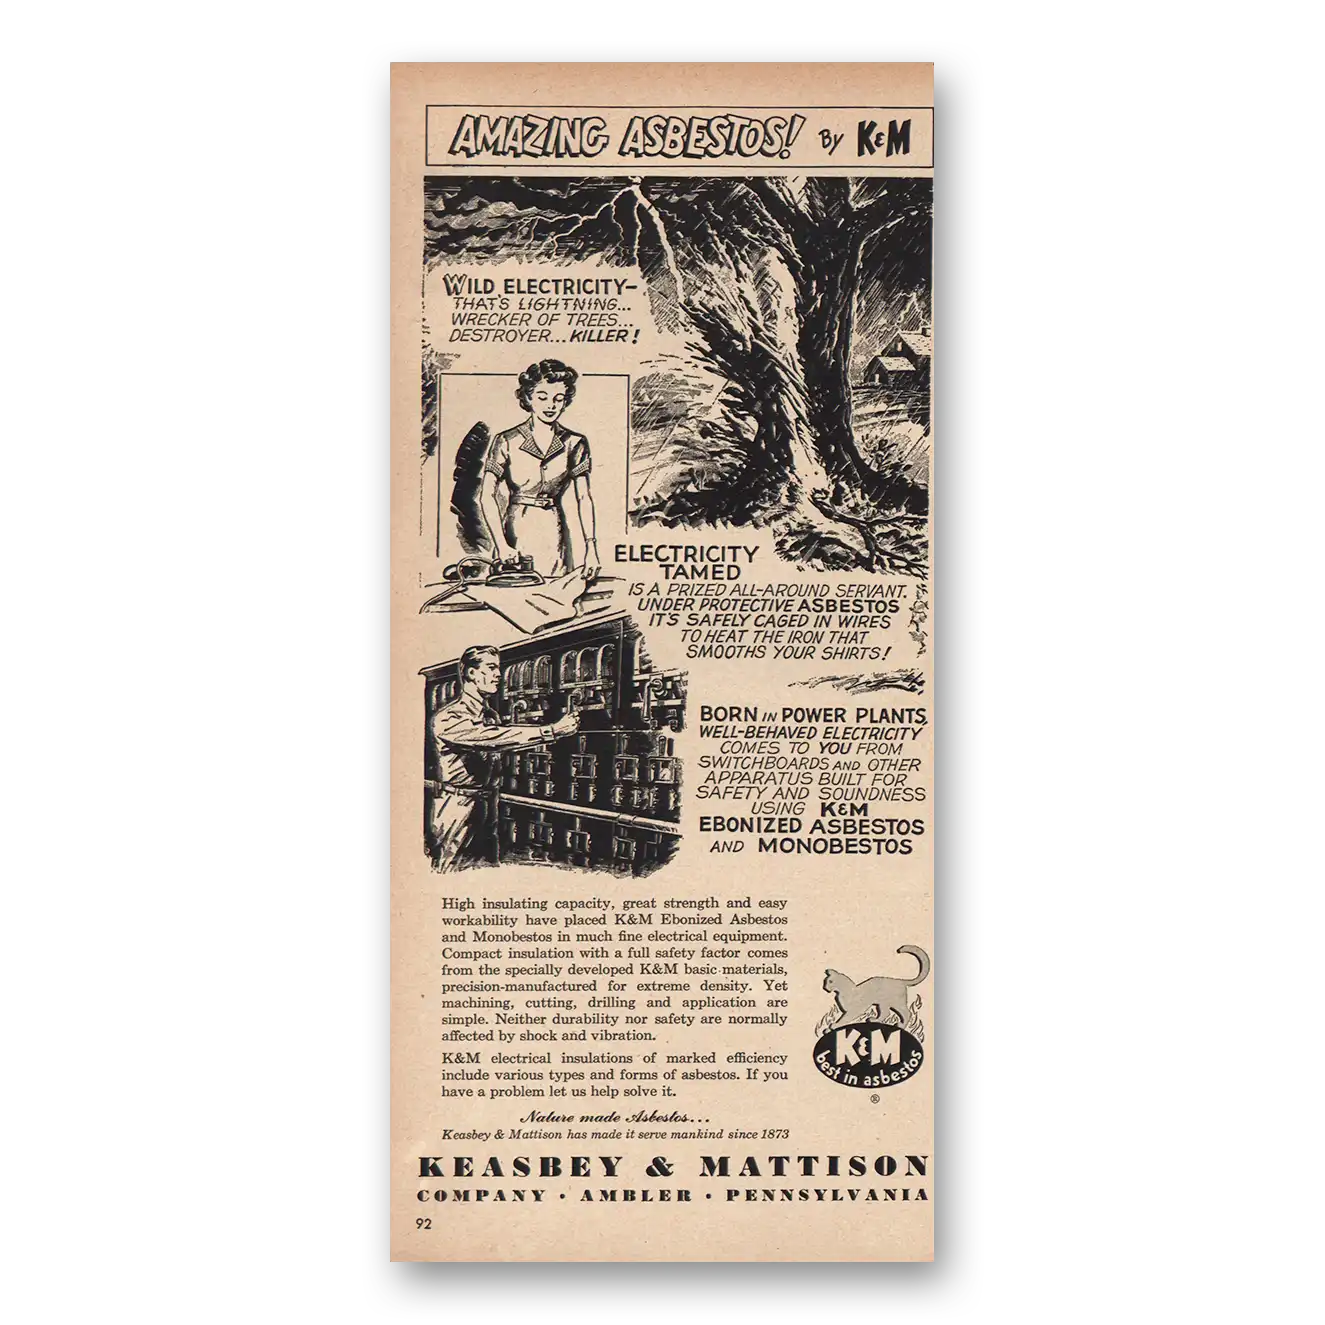 AMAZING ASBESTOS! By K&M
WILD ELECTRICITY–
THAT'S LIGHTNING...
WRECKER OF TREES...
DESTROYER...KILLER!
ELECTRICITY
TAMED
IS A PRIZED ALL-AROUND SERVANT.
UNDER PROTECTIVE ASBESTOS
IT'S SAFELY CAGED IN WIRES
TO HEAT THE IRON THAT
SMOOTHS YOUR SHIRTS!
BORN IN POWER PLANTS,
WELL-BEHAVED ELECTRICITY
COMES TO YOU FROM
SWITCHBOARDS AND OTHER
APPARATUS BUILT FOR
SAFETY AND SOUNDNESS
USING K&M
EBONIZED ASBESTOS
AND MONOBESTOS
High insulating capacity, great strength and easy
workability have placed K&M Ebonized Asbestos
and Monobestos in much fine electrical equipment.
Compact insulation with a full safety factor comes
from the specially developed K&M basic materials,
precision-manufactured for extreme density. Yet
machining, cutting, drilling and application are
simple. Neither durability nor safety are normally
affected by shock and vibration.
K&M electrical insulations of marked efficiency
include various types and forms of asbestos. If you
have a problem let us help solve it.
K&M
best in asbestos
®
Nature made Asbestos...
Keasbey & Mattison has made it serve mankind since 1873
KEASBEY & MATTISON
COMPANY • AMBLER • PENNSYLVANIA
92